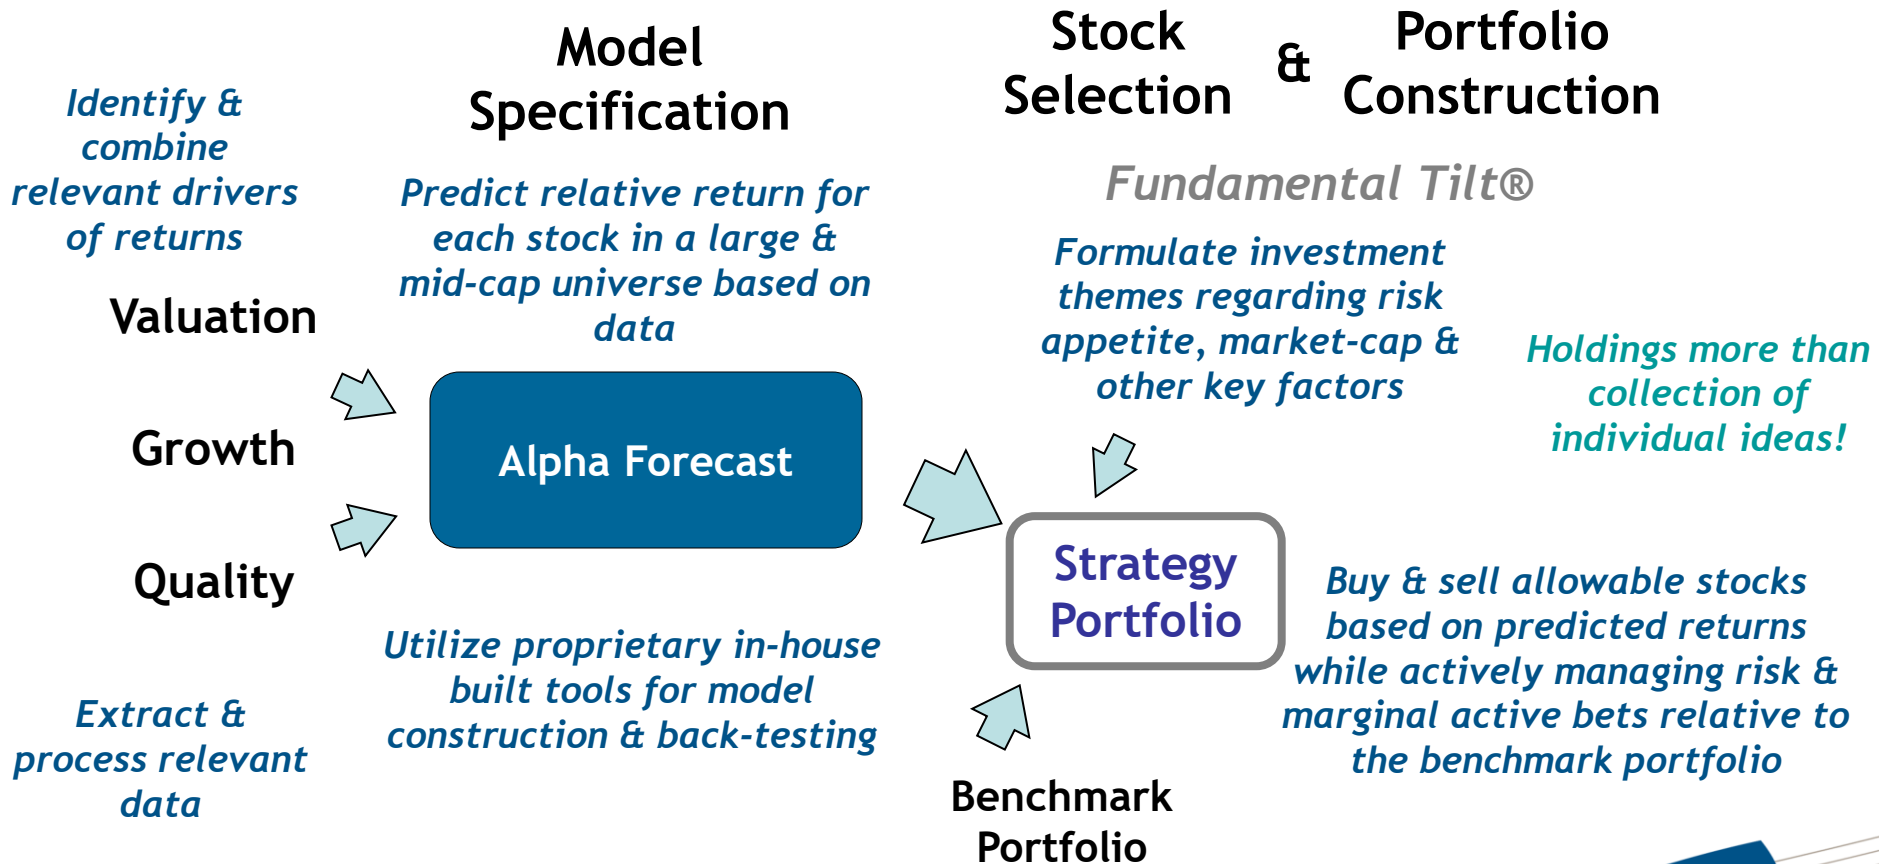 Identify &
combine
relevant drivers
of returns
Valuation
Growth
Quality
Extract &
process relevant
data
Model
Specification
Predict relative return for
each stock in a large &
mid-cap universe based on
data
Alpha Forecast
Utilize proprietary in-house
built tools for model
construction & back-testing
Stock
Selection
&
Portfolio
Construction
Fundamental Tilt®
Formulate investment
themes regarding risk
appetite, market-cap &
other key factors
Holdings more than
collection of
individual ideas!
Strategy
Portfolio
Buy & sell allowable stocks
based on predicted returns
while actively managing risk &
marginal active bets relative to
the benchmark portfolio
Benchmark
Portfolio